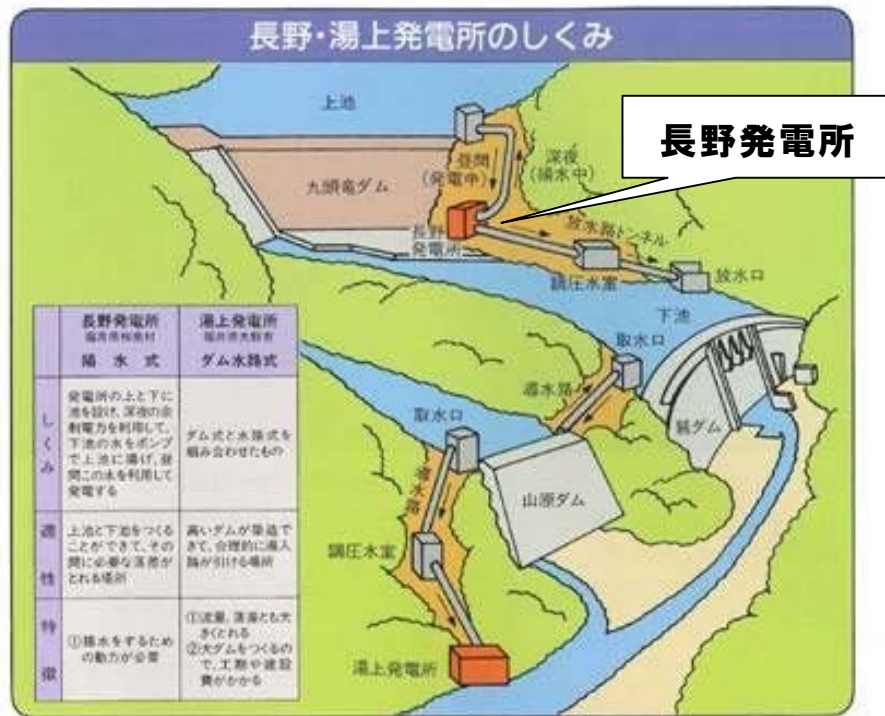 長野・湯上発電所のしくみ
上池
長野発電所
昼間
(発電中)
深夜
(揚水中)
九頭竜ダム
長野
発電所
放水路トンネル
調圧水室
放水口
下池
取水口
導水路
取水口
鷲ダム
山原ダム
導水路
調圧水室
湯上発電所
長野発電所
福井県和泉村
揚水式
湯上発電所
福井県大野市
ダム水路式
しくみ
発電所の上と下に
池を設け、深夜の余
剰電力を利用して、
下池の水をポンプ
で上池に揚げ、昼
間この水を利用して
発電する
ダム式と水路式を
組み合わせたもの
適性
上池と下池をつくる
ことができて、その
間に必要な落差が
とれる場所
高いダムが築造で
きて、合理的に導入
路が引ける場所
特徴
①揚水をするため
の動力が必要
①流量、落差とも大
きくとれる
②大ダムをつくるの
で、工期や建設
費がかかる